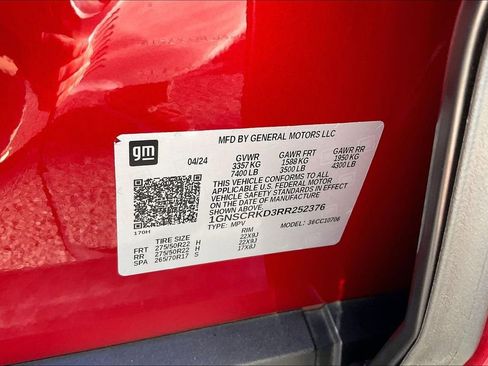 gm
MFD BY GENERAL MOTORS LLC
04/24 GVWR GAWR FRT GAWR RR
3357 KG 1588 KG 1950 KG
7400 LB 3500 LB 4300 LB
THIS VEHICLE CONFORMS TO ALL
APPLICABLE U.S. FEDERAL MOTOR
VEHICLE SAFETY STANDARDS IN EFFECT
ON THE DATE OF MANUFACTURE
SHOWN ABOVE.
1GNSCRKD3RR252376
170H TYPE: MPV MODEL: 36CC10706
TIRE SIZE RIM
FRT 275/50R22 H 22X9J
RR 275/50R22 H 22X9J
SPA 265/70R17 S 17X8J